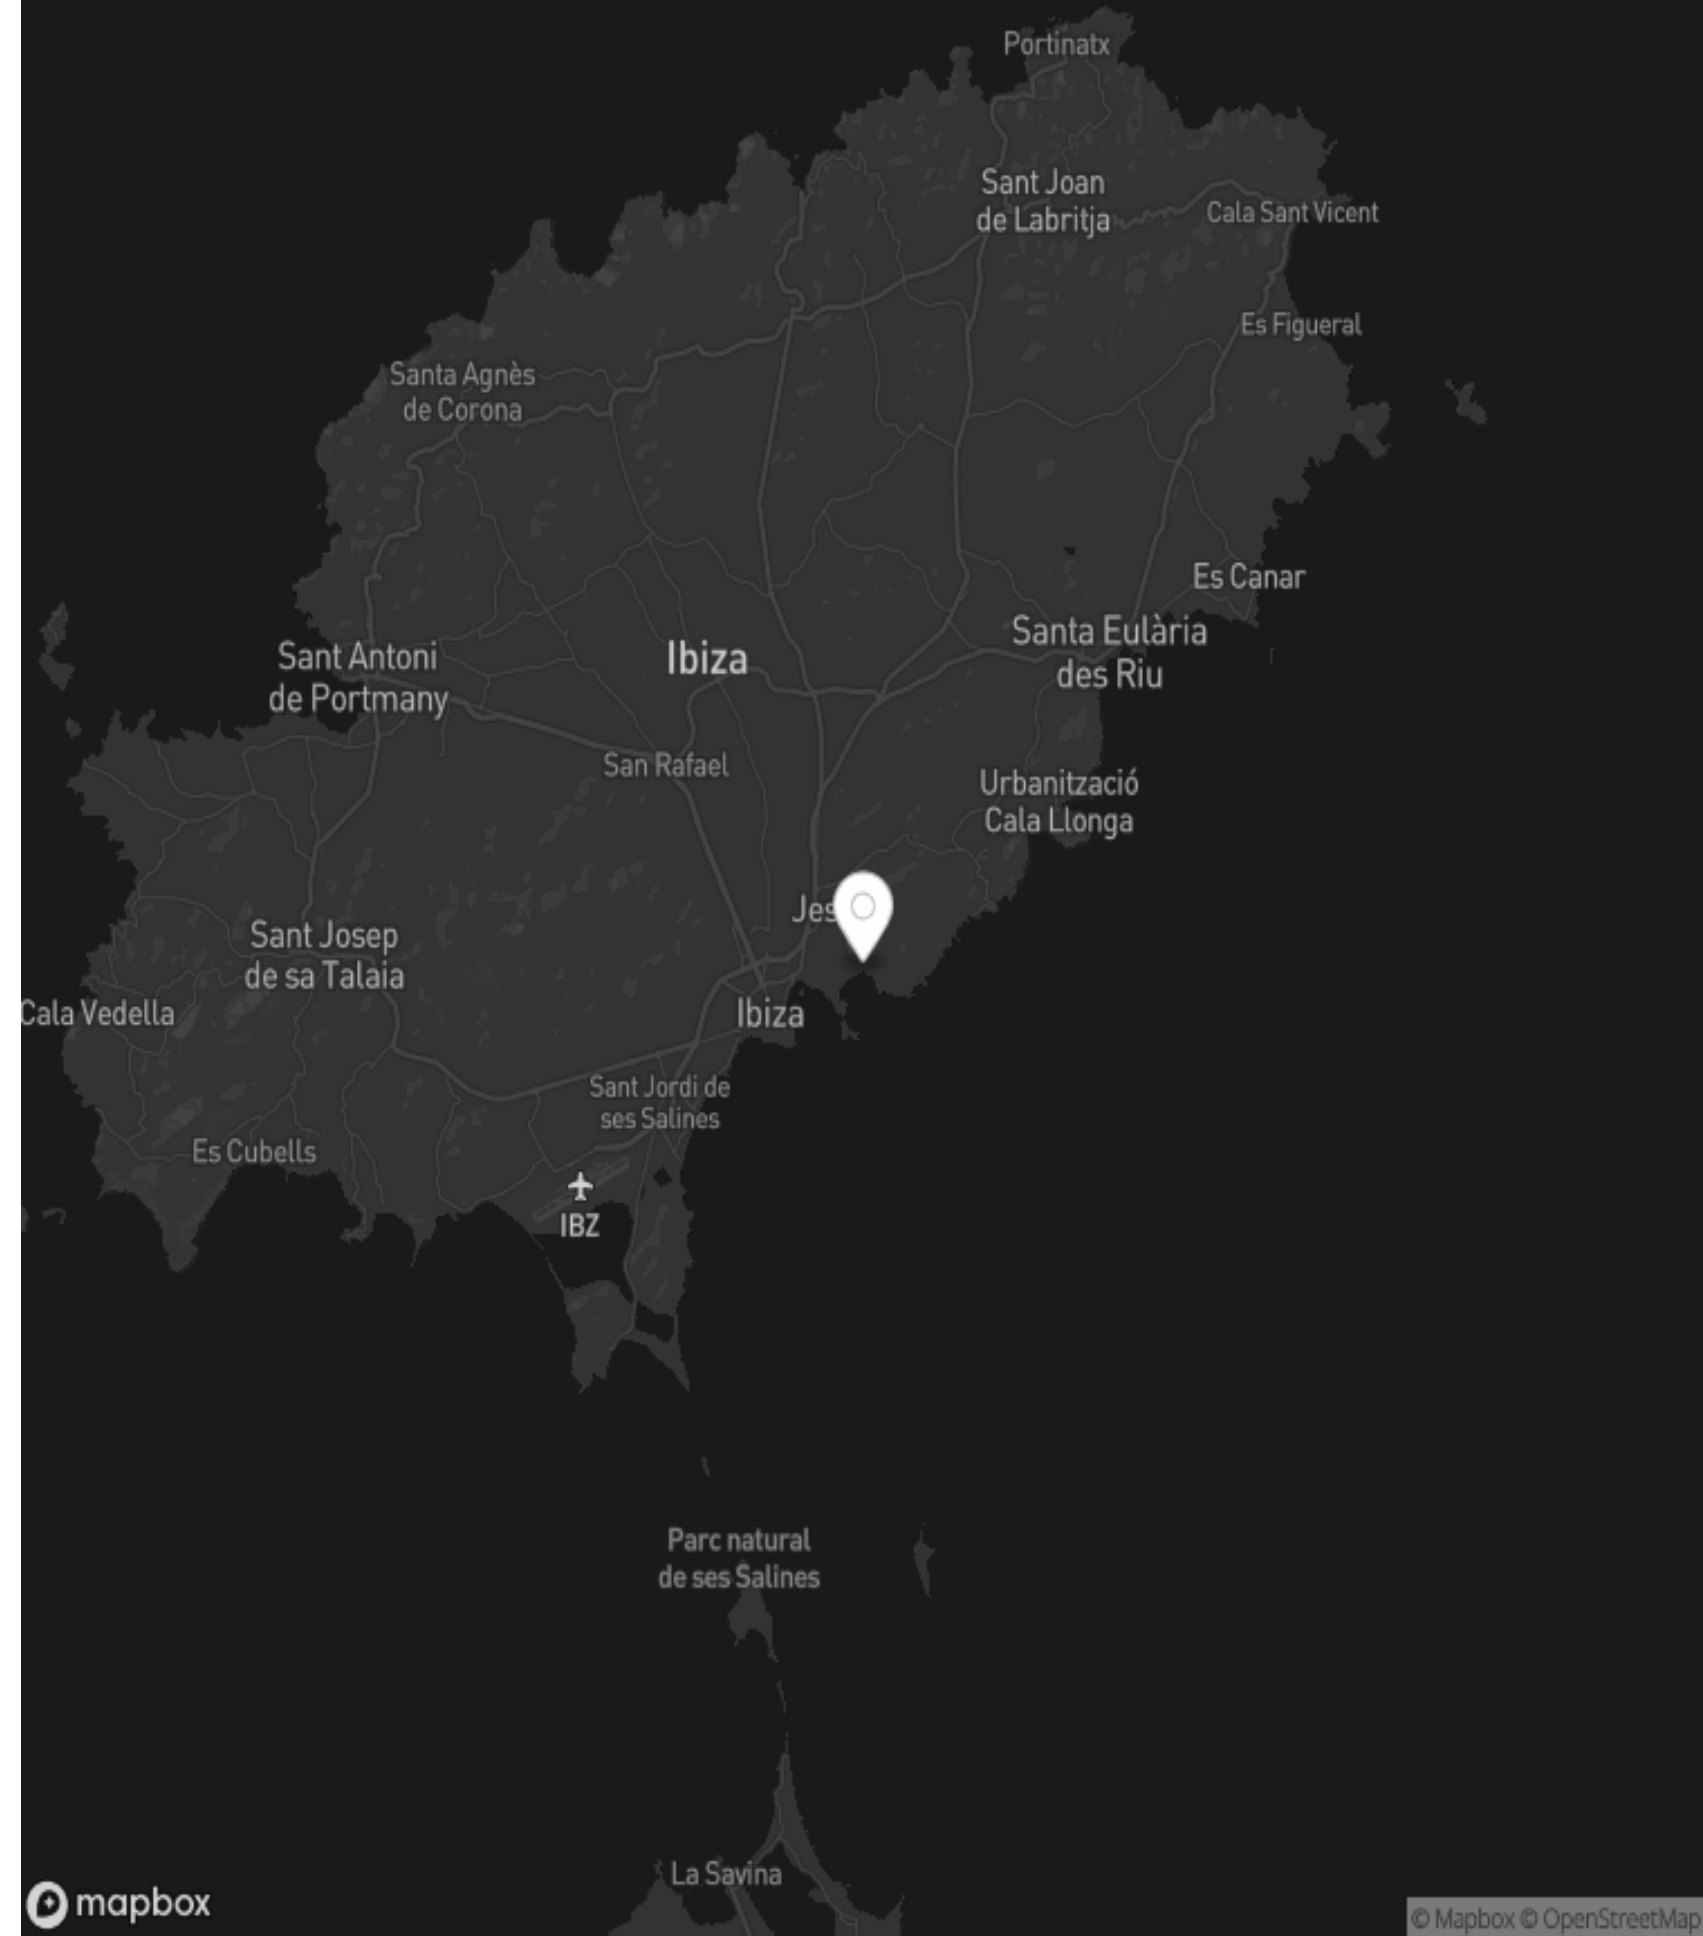 Portinatx
Sant Joan
de Labritja
Cala Sant Vicent
Es Figueral
Santa Agnès
de Corona
Es Canar
Santa Eulària
des Riu
Sant Antoni
de Portmany
Ibiza
San Rafael
Urbanització
Cala Llonga
Jes
Sant Josep
de sa Talaia
Cala Vedella
Ibiza
Sant Jordi de
ses Salines
Es Cubells
IBZ
Parc natural
de ses Salines
La Savina
mapbox
© Mapbox © OpenStreetMap